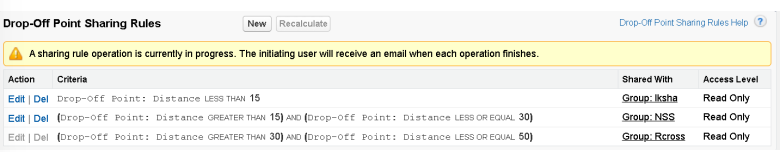 Drop-Off Point Sharing Rules New Recalculate Drop-Off Point Sharing Rules Help ?
A sharing rule operation is currently in progress. The initiating user will receive an email when each operation finishes.
Action Criteria Shared With Access Level
Edit | Del Drop-Off Point: Distance LESS THAN 15 Group: Iksha Read Only
Edit | Del (Drop-Off Point: Distance GREATER THAN 15) AND (Drop-Off Point: Distance LESS OR EQUAL 30) Group: NSS Read Only
Edit | Del (Drop-Off Point: Distance GREATER THAN 30) AND (Drop-Off Point: Distance LESS OR EQUAL 50) Group: Rcross Read Only